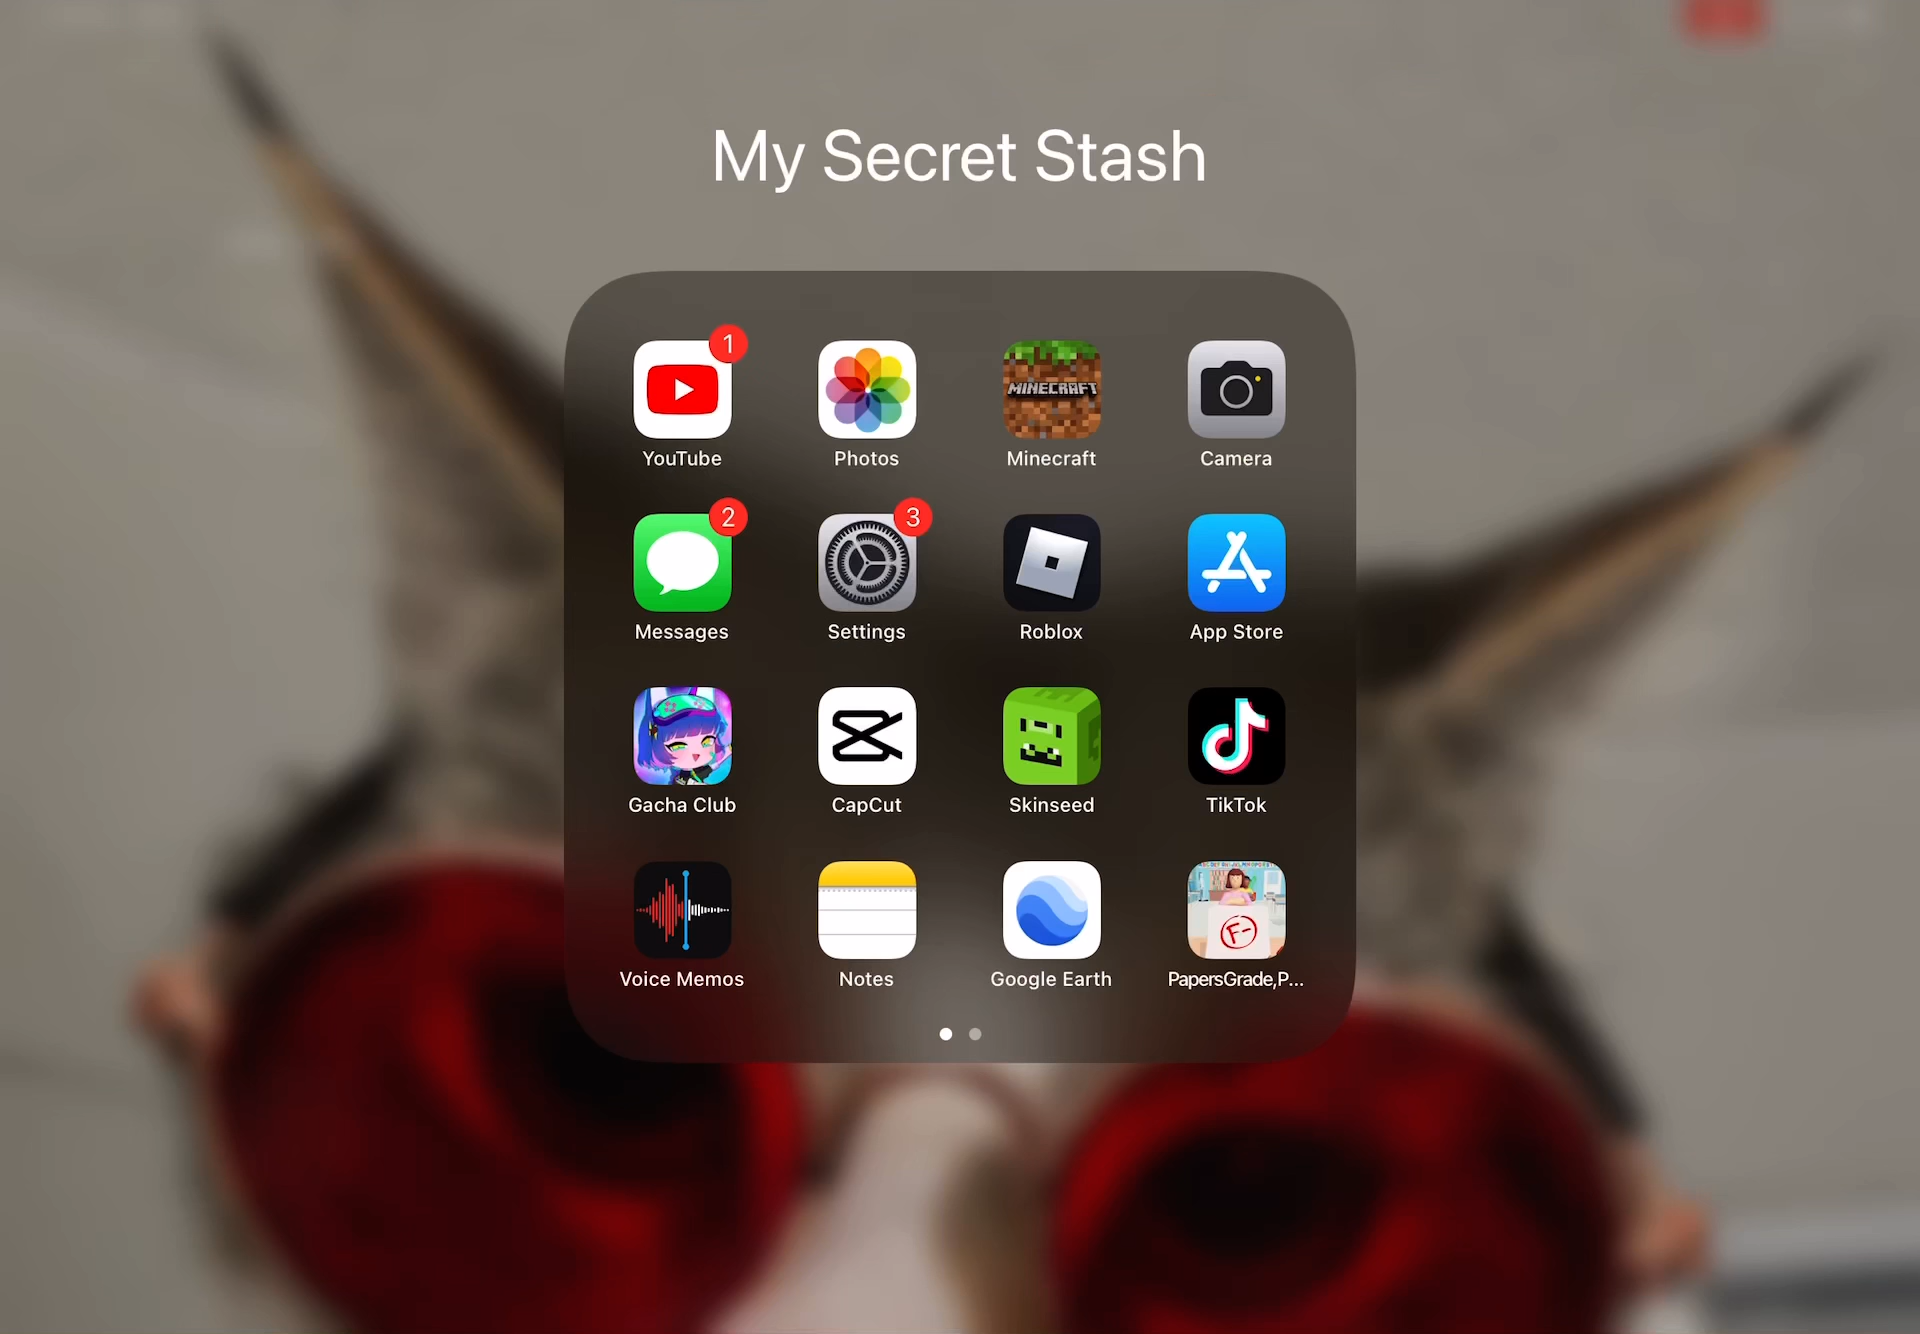 My Secret Stash
1
YouTube
Photos
MINECRAFT
Minecraft
Camera
2
3
Messages
Settings
Roblox
App Store
Gacha Club
CapCut
Skinseed
TikTok
F-
Voice Memos
Notes
Google Earth
PapersGrade,P...